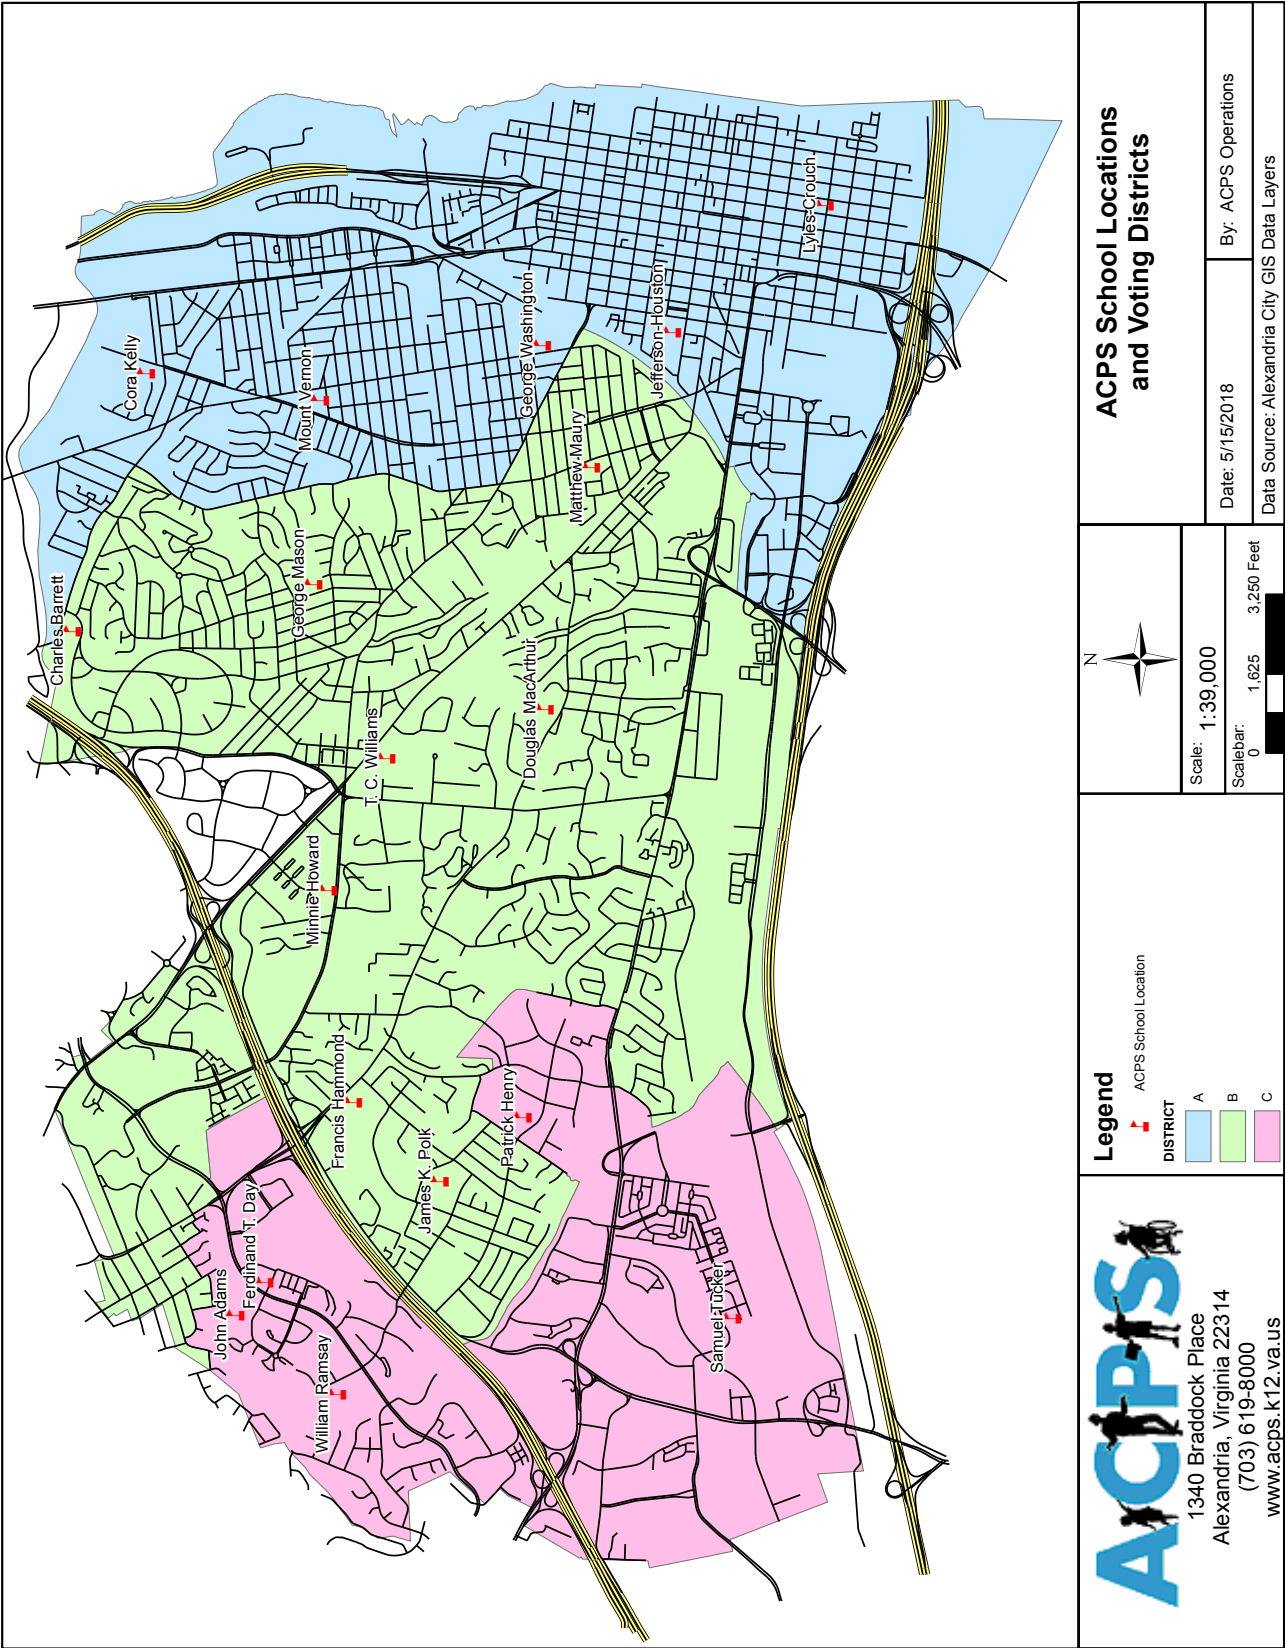 Cora Kelly
Mount Vernon
George Washington
Jefferson-Houston
Lyles-Crouch
Charles Barrett
George Mason
Matthew Maury
T. C. Williams
Douglas MacArthur
Minnie Howard
Francis Hammond
James K. Polk
Patrick Henry
Ferdinand T. Day
John Adams
William Ramsay
Samuel Tucker
ACPS
1340 Braddock Place
Alexandria, Virginia 22314
(703) 619-8000
www.acps.k12.va.us
Legend
ACPS School Location
DISTRICT
A
B
C
N
Scale:
1:39,000
Scalebar:
0 1,625 3,250 Feet
ACPS School Locations
and Voting Districts
Date: 5/15/2018
By: ACPS Operations
Data Source: Alexandria City GIS Data Layers